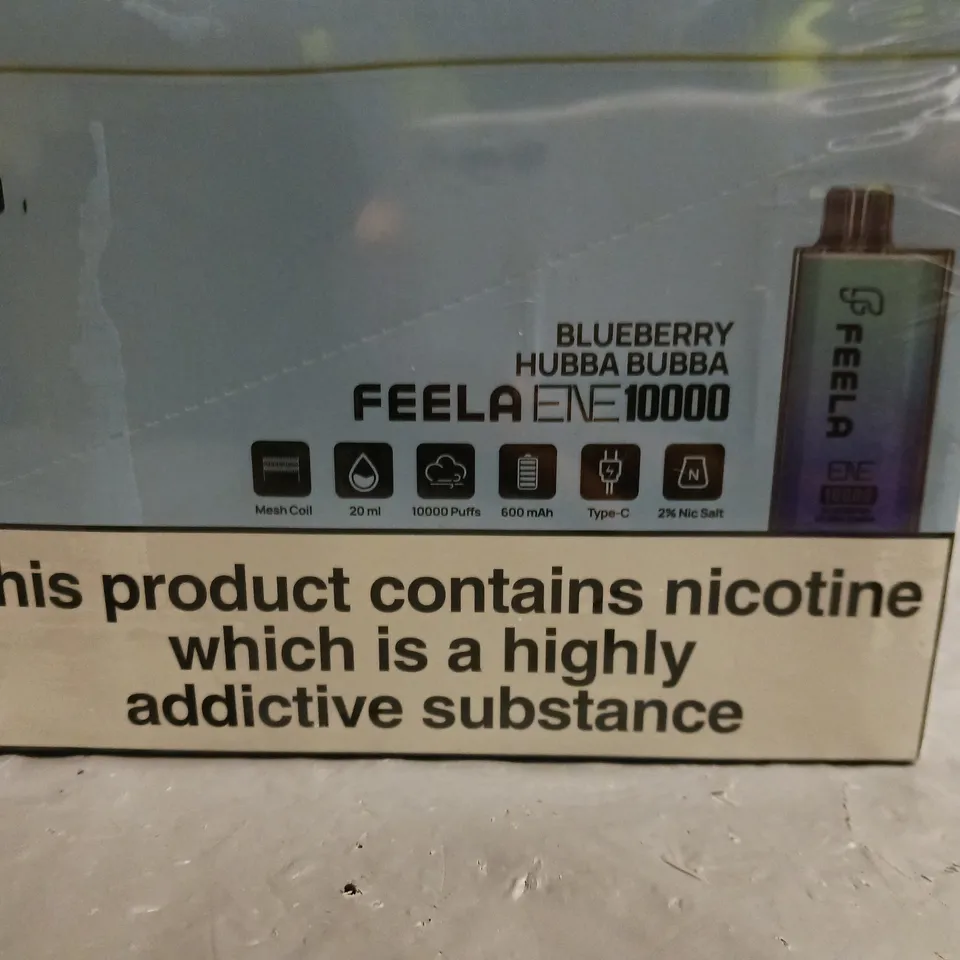 BLUEBERRY
HUBBA BUBBA
FEELA ENE 10000
Mesh Coil
20 ml
10000 Puffs
600 mAh
Type-C
2% Nic Salt
FEELA
ENE
10000
his product contains nicotine
which is a highly
addictive substance